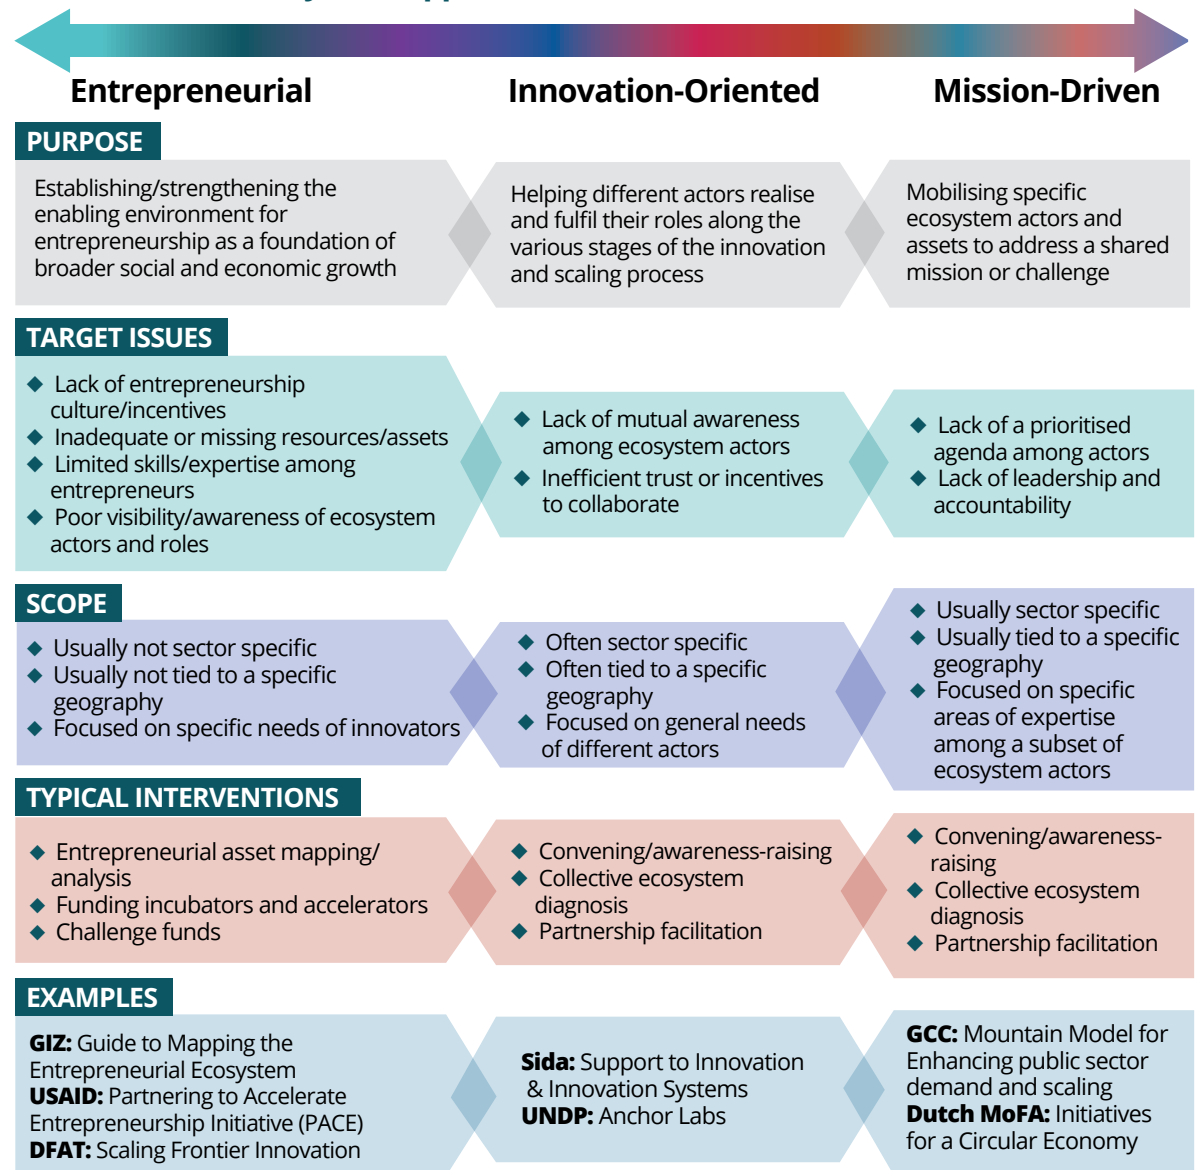 Entrepreneurial
Innovation-Oriented
Mission-Driven
PURPOSE
Establishing/strengthening the
enabling environment for
entrepreneurship as a foundation of
broader social and economic growth
Helping different actors realise
and fulfil their roles along the
various stages of the innovation
and scaling process
Mobilising specific
ecosystem actors and
assets to address a shared
mission or challenge
TARGET ISSUES
◆ Lack of entrepreneurship
culture/incentives
◆ Inadequate or missing resources/assets
◆ Limited skills/expertise among
entrepreneurs
◆ Poor visibility/awareness of ecosystem
actors and roles
◆ Lack of mutual awareness
among ecosystem actors
◆ Inefficient trust or incentives
to collaborate
◆ Lack of a prioritised
agenda among actors
◆ Lack of leadership and
accountability
SCOPE
◆ Usually not sector specific
◆ Usually not tied to a specific
geography
◆ Focused on specific needs of innovators
◆ Often sector specific
◆ Often tied to a specific
geography
◆ Focused on general needs
of different actors
◆ Usually sector specific
◆ Usually tied to a specific
geography
◆ Focused on specific
areas of expertise
among a subset of
ecosystem actors
TYPICAL INTERVENTIONS
◆ Entrepreneurial asset mapping/
analysis
◆ Funding incubators and accelerators
◆ Challenge funds
◆ Convening/awareness-raising
◆ Collective ecosystem
diagnosis
◆ Partnership facilitation
◆ Convening/awareness-
raising
◆ Collective ecosystem
diagnosis
◆ Partnership facilitation
EXAMPLES
GIZ: Guide to Mapping the
Entrepreneurial Ecosystem
USAID: Partnering to Accelerate
Entrepreneurship Initiative (PACE)
DFAT: Scaling Frontier Innovation
Sida: Support to Innovation
& Innovation Systems
UNDP: Anchor Labs
GCC: Mountain Model for
Enhancing public sector
demand and scaling
Dutch MoFA: Initiatives
for a Circular Economy